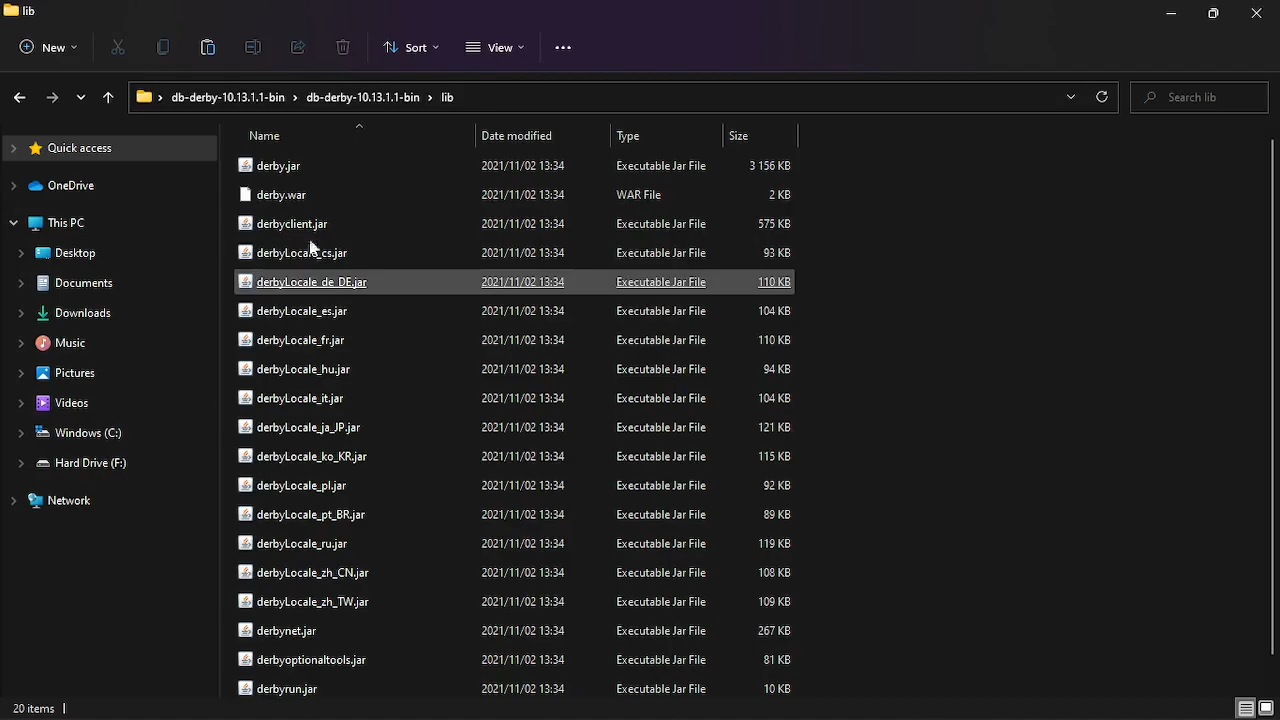 lib
New
Sort
View
db-derby-10.13.1.1-bin
db-derby-10.13.1.1-bin
lib
Search lib
Quick access
OneDrive
This PC
Desktop
Documents
Downloads
Music
Pictures
Videos
Windows (C:)
Hard Drive (F:)
Network
Name Date modified Type Size
derby.jar 2021/11/02 13:34 Executable Jar File 3 156 KB
derby.war 2021/11/02 13:34 WAR File 2 KB
derbyclient.jar 2021/11/02 13:34 Executable Jar File 575 KB
derbyLocale_cs.jar 2021/11/02 13:34 Executable Jar File 93 KB
derbyLocale_de_DE.jar 2021/11/02 13:34 Executable Jar File 110 KB
derbyLocale_es.jar 2021/11/02 13:34 Executable Jar File 104 KB
derbyLocale_fr.jar 2021/11/02 13:34 Executable Jar File 110 KB
derbyLocale_hu.jar 2021/11/02 13:34 Executable Jar File 94 KB
derbyLocale_it.jar 2021/11/02 13:34 Executable Jar File 104 KB
derbyLocale_ja_JP.jar 2021/11/02 13:34 Executable Jar File 121 KB
derbyLocale_ko_KR.jar 2021/11/02 13:34 Executable Jar File 115 KB
derbyLocale_pl.jar 2021/11/02 13:34 Executable Jar File 92 KB
derbyLocale_pt_BR.jar 2021/11/02 13:34 Executable Jar File 89 KB
derbyLocale_ru.jar 2021/11/02 13:34 Executable Jar File 119 KB
derbyLocale_zh_CN.jar 2021/11/02 13:34 Executable Jar File 108 KB
derbyLocale_zh_TW.jar 2021/11/02 13:34 Executable Jar File 109 KB
derbynet.jar 2021/11/02 13:34 Executable Jar File 267 KB
derbyoptionaltools.jar 2021/11/02 13:34 Executable Jar File 81 KB
derbyrun.jar 2021/11/02 13:34 Executable Jar File 10 KB
20 items